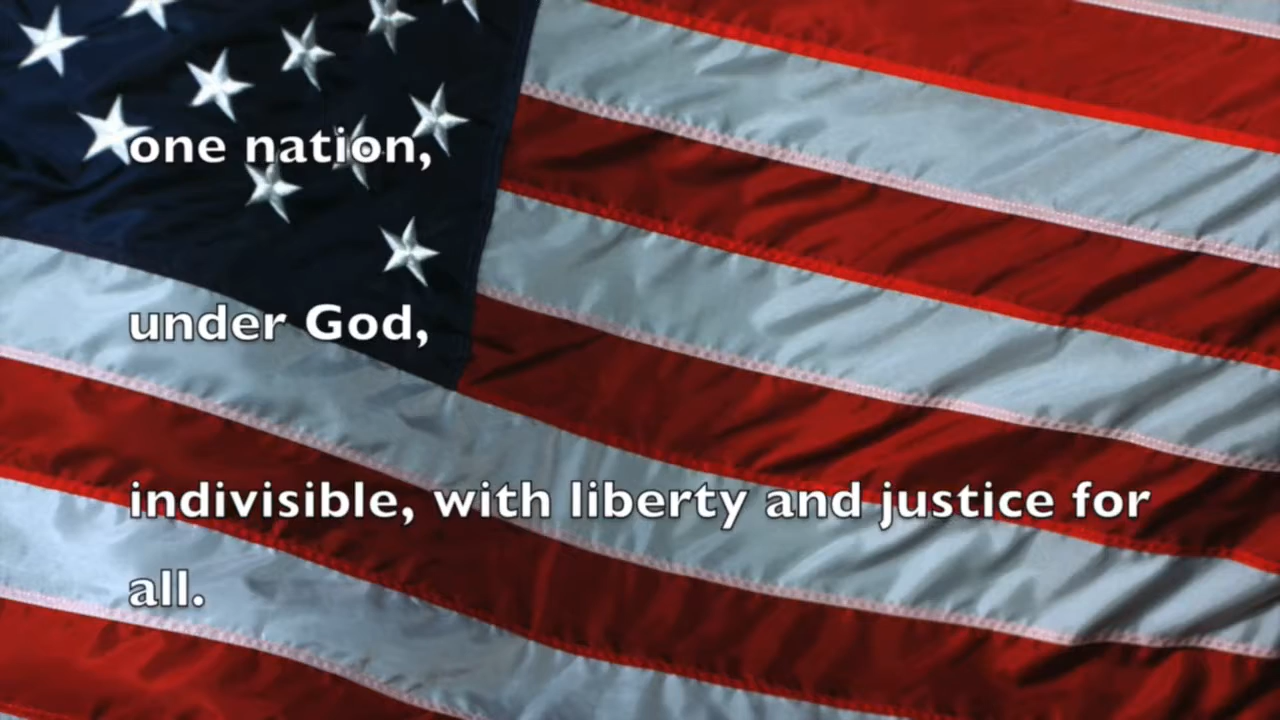 one nation,
under God,
indivisible, with liberty and justice for
all.